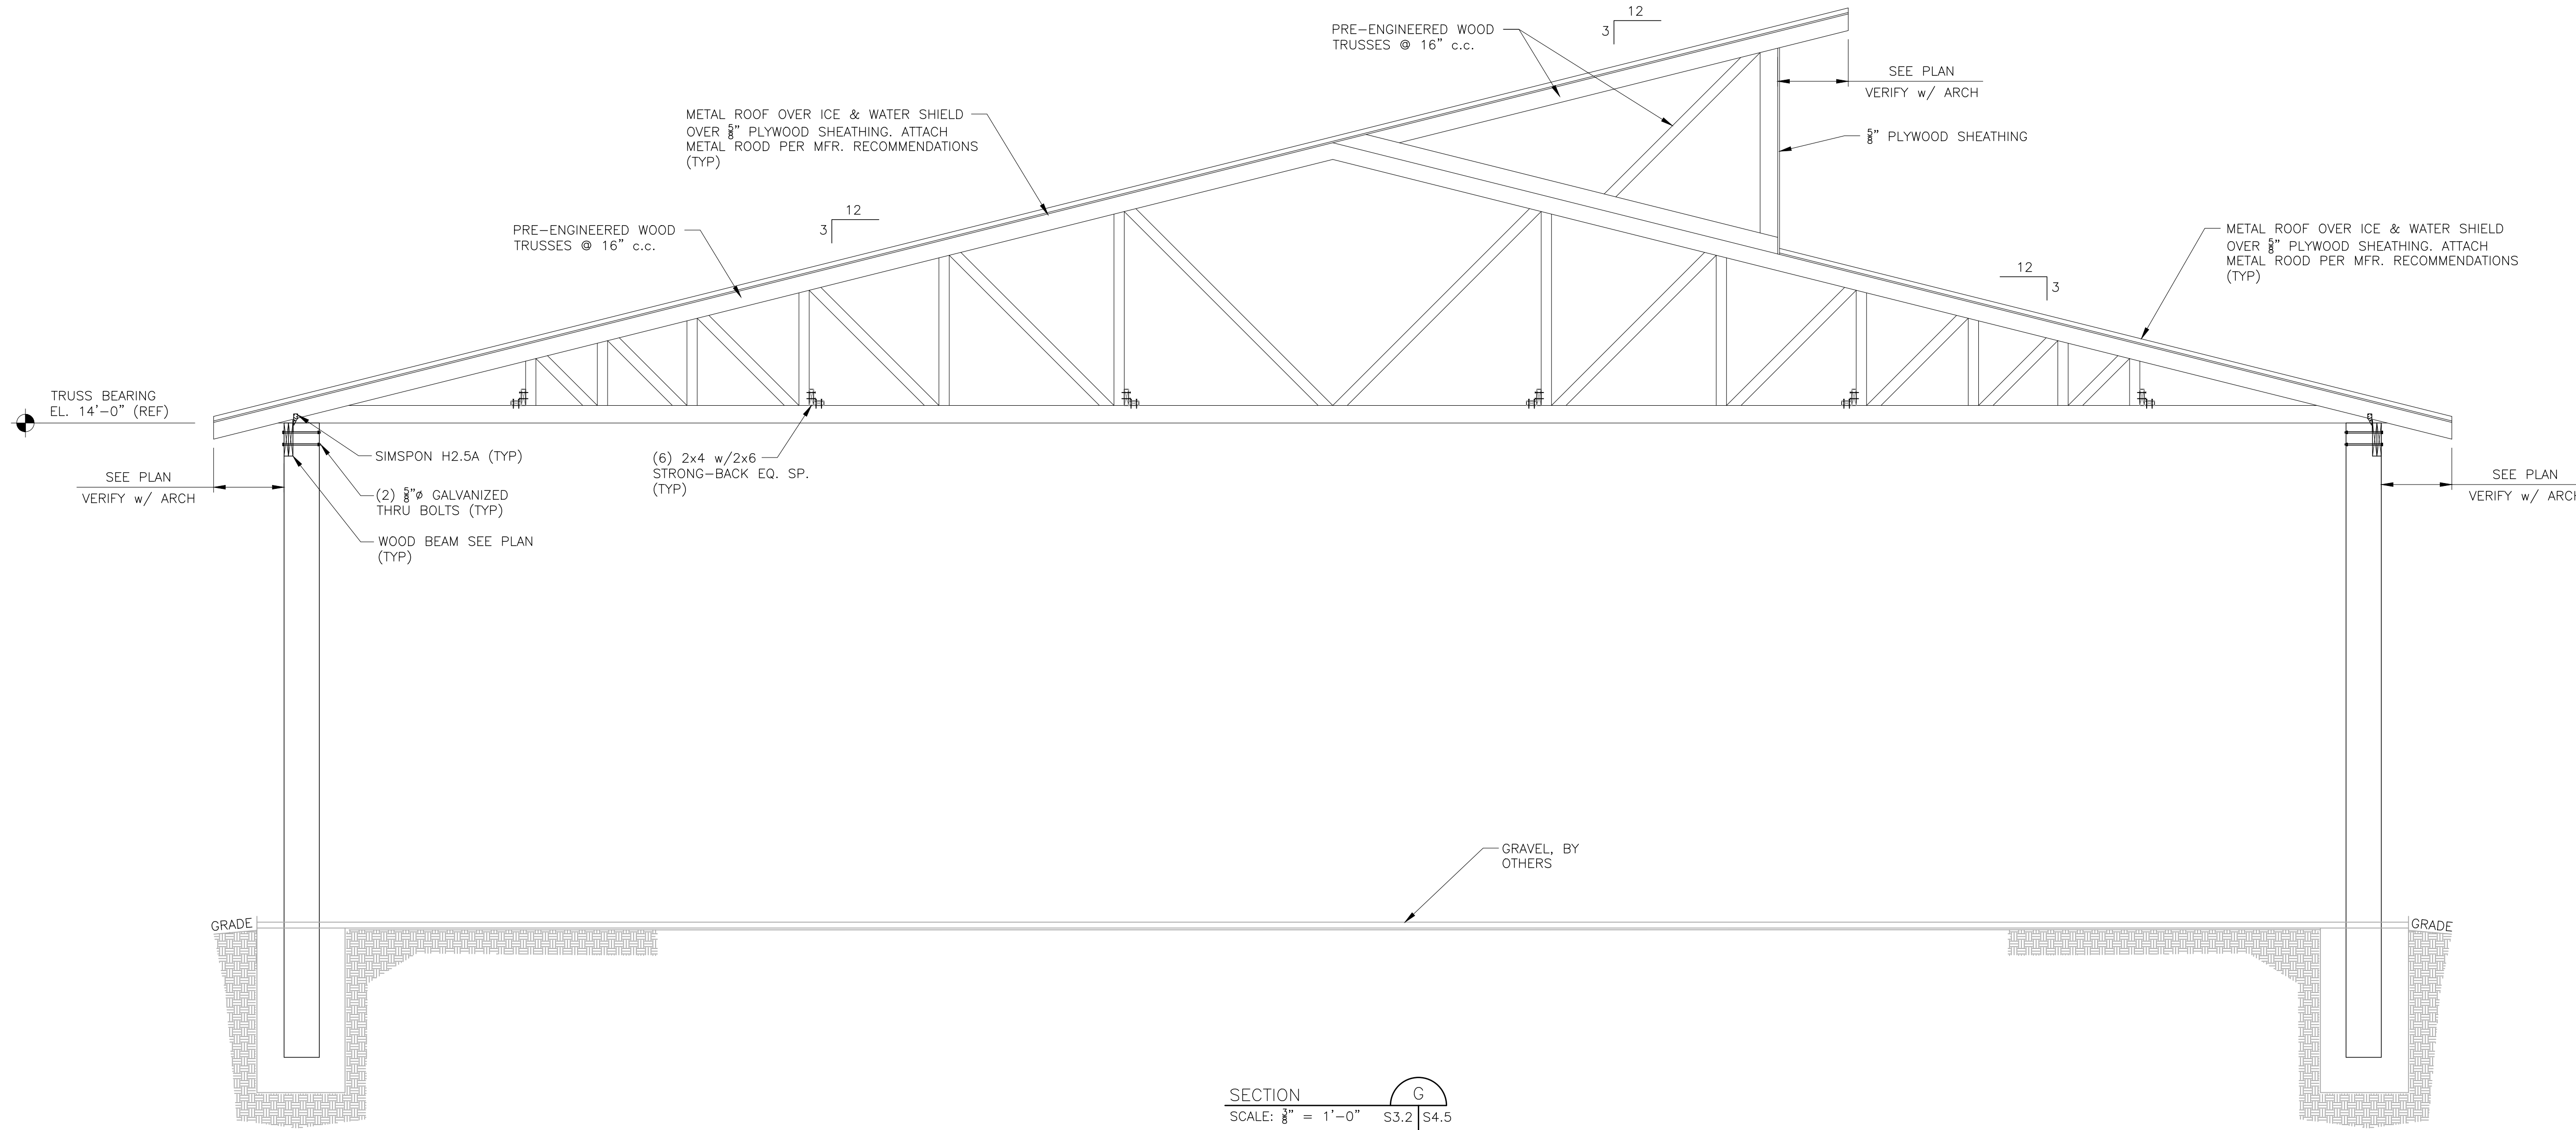 12
3
PRE-ENGINEERED WOOD
TRUSSES @ 16" c.c.
SEE PLAN
VERIFY w/ ARCH
METAL ROOF OVER ICE & WATER SHIELD
OVER 5/8" PLYWOOD SHEATHING. ATTACH
METAL ROOD PER MFR. RECOMMENDATIONS
(TYP)
5/8" PLYWOOD SHEATHING
12
3
PRE-ENGINEERED WOOD
TRUSSES @ 16" c.c.
METAL ROOF OVER ICE & WATER SHIELD
OVER 5/8" PLYWOOD SHEATHING. ATTACH
METAL ROOD PER MFR. RECOMMENDATIONS
(TYP)
12
3
TRUSS BEARING
EL. 14'-0" (REF)
SIMSPON H2.5A (TYP)
(6) 2x4 w/2x6
STRONG-BACK EQ. SP.
(TYP)
SEE PLAN
VERIFY w/ ARCH
(2) 5/8"ø GALVANIZED
THRU BOLTS (TYP)
SEE PLAN
VERIFY w/ ARCH
WOOD BEAM SEE PLAN
(TYP)
GRAVEL, BY
OTHERS
GRADE
GRADE
SECTION
G
SCALE: 3/8" = 1'-0"
S3.2
S4.5